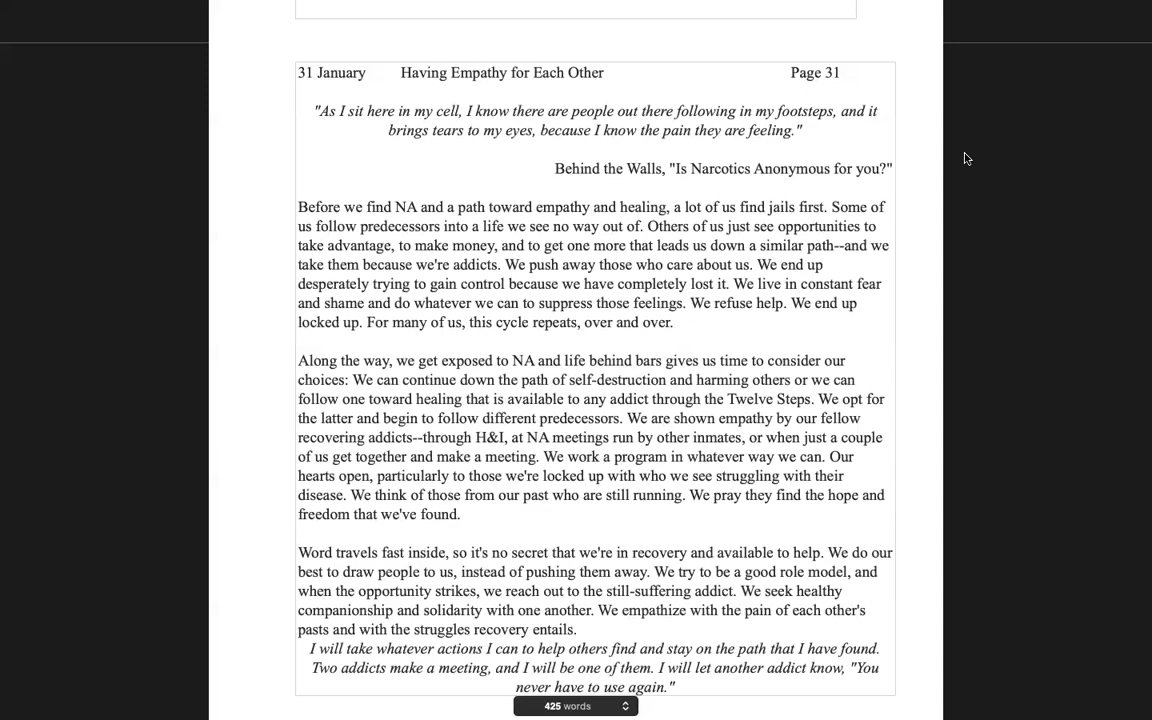 31 January Having Empathy for Each Other Page 31
"As I sit here in my cell, I know there are people out there following in my footsteps, and it
brings tears to my eyes, because I know the pain they are feeling."
Behind the Walls, "Is Narcotics Anonymous for you?"
Before we find NA and a path toward empathy and healing, a lot of us find jails first. Some of
us follow predecessors into a life we see no way out of. Others of us just see opportunities to
take advantage, to make money, and to get one more that leads us down a similar path--and we
take them because we're addicts. We push away those who care about us. We end up
desperately trying to gain control because we have completely lost it. We live in constant fear
and shame and do whatever we can to suppress those feelings. We refuse help. We end up
locked up. For many of us, this cycle repeats, over and over.
Along the way, we get exposed to NA and life behind bars gives us time to consider our
choices: We can continue down the path of self-destruction and harming others or we can
follow one toward healing that is available to any addict through the Twelve Steps. We opt for
the latter and begin to follow different predecessors. We are shown empathy by our fellow
recovering addicts--through H&I, at NA meetings run by other inmates, or when just a couple
of us get together and make a meeting. We work a program in whatever way we can. Our
hearts open, particularly to those we're locked up with who we see struggling with their
disease. We think of those from our past who are still running. We pray they find the hope and
freedom that we've found.
Word travels fast inside, so it's no secret that we're in recovery and available to help. We do our
best to draw people to us, instead of pushing them away. We try to be a good role model, and
when the opportunity strikes, we reach out to the still-suffering addict. We seek healthy
companionship and solidarity with one another. We empathize with the pain of each other's
pasts and with the struggles recovery entails.
I will take whatever actions I can to help others find and stay on the path that I have found.
Two addicts make a meeting, and I will be one of them. I will let another addict know, "You
never have to use again."
425 words